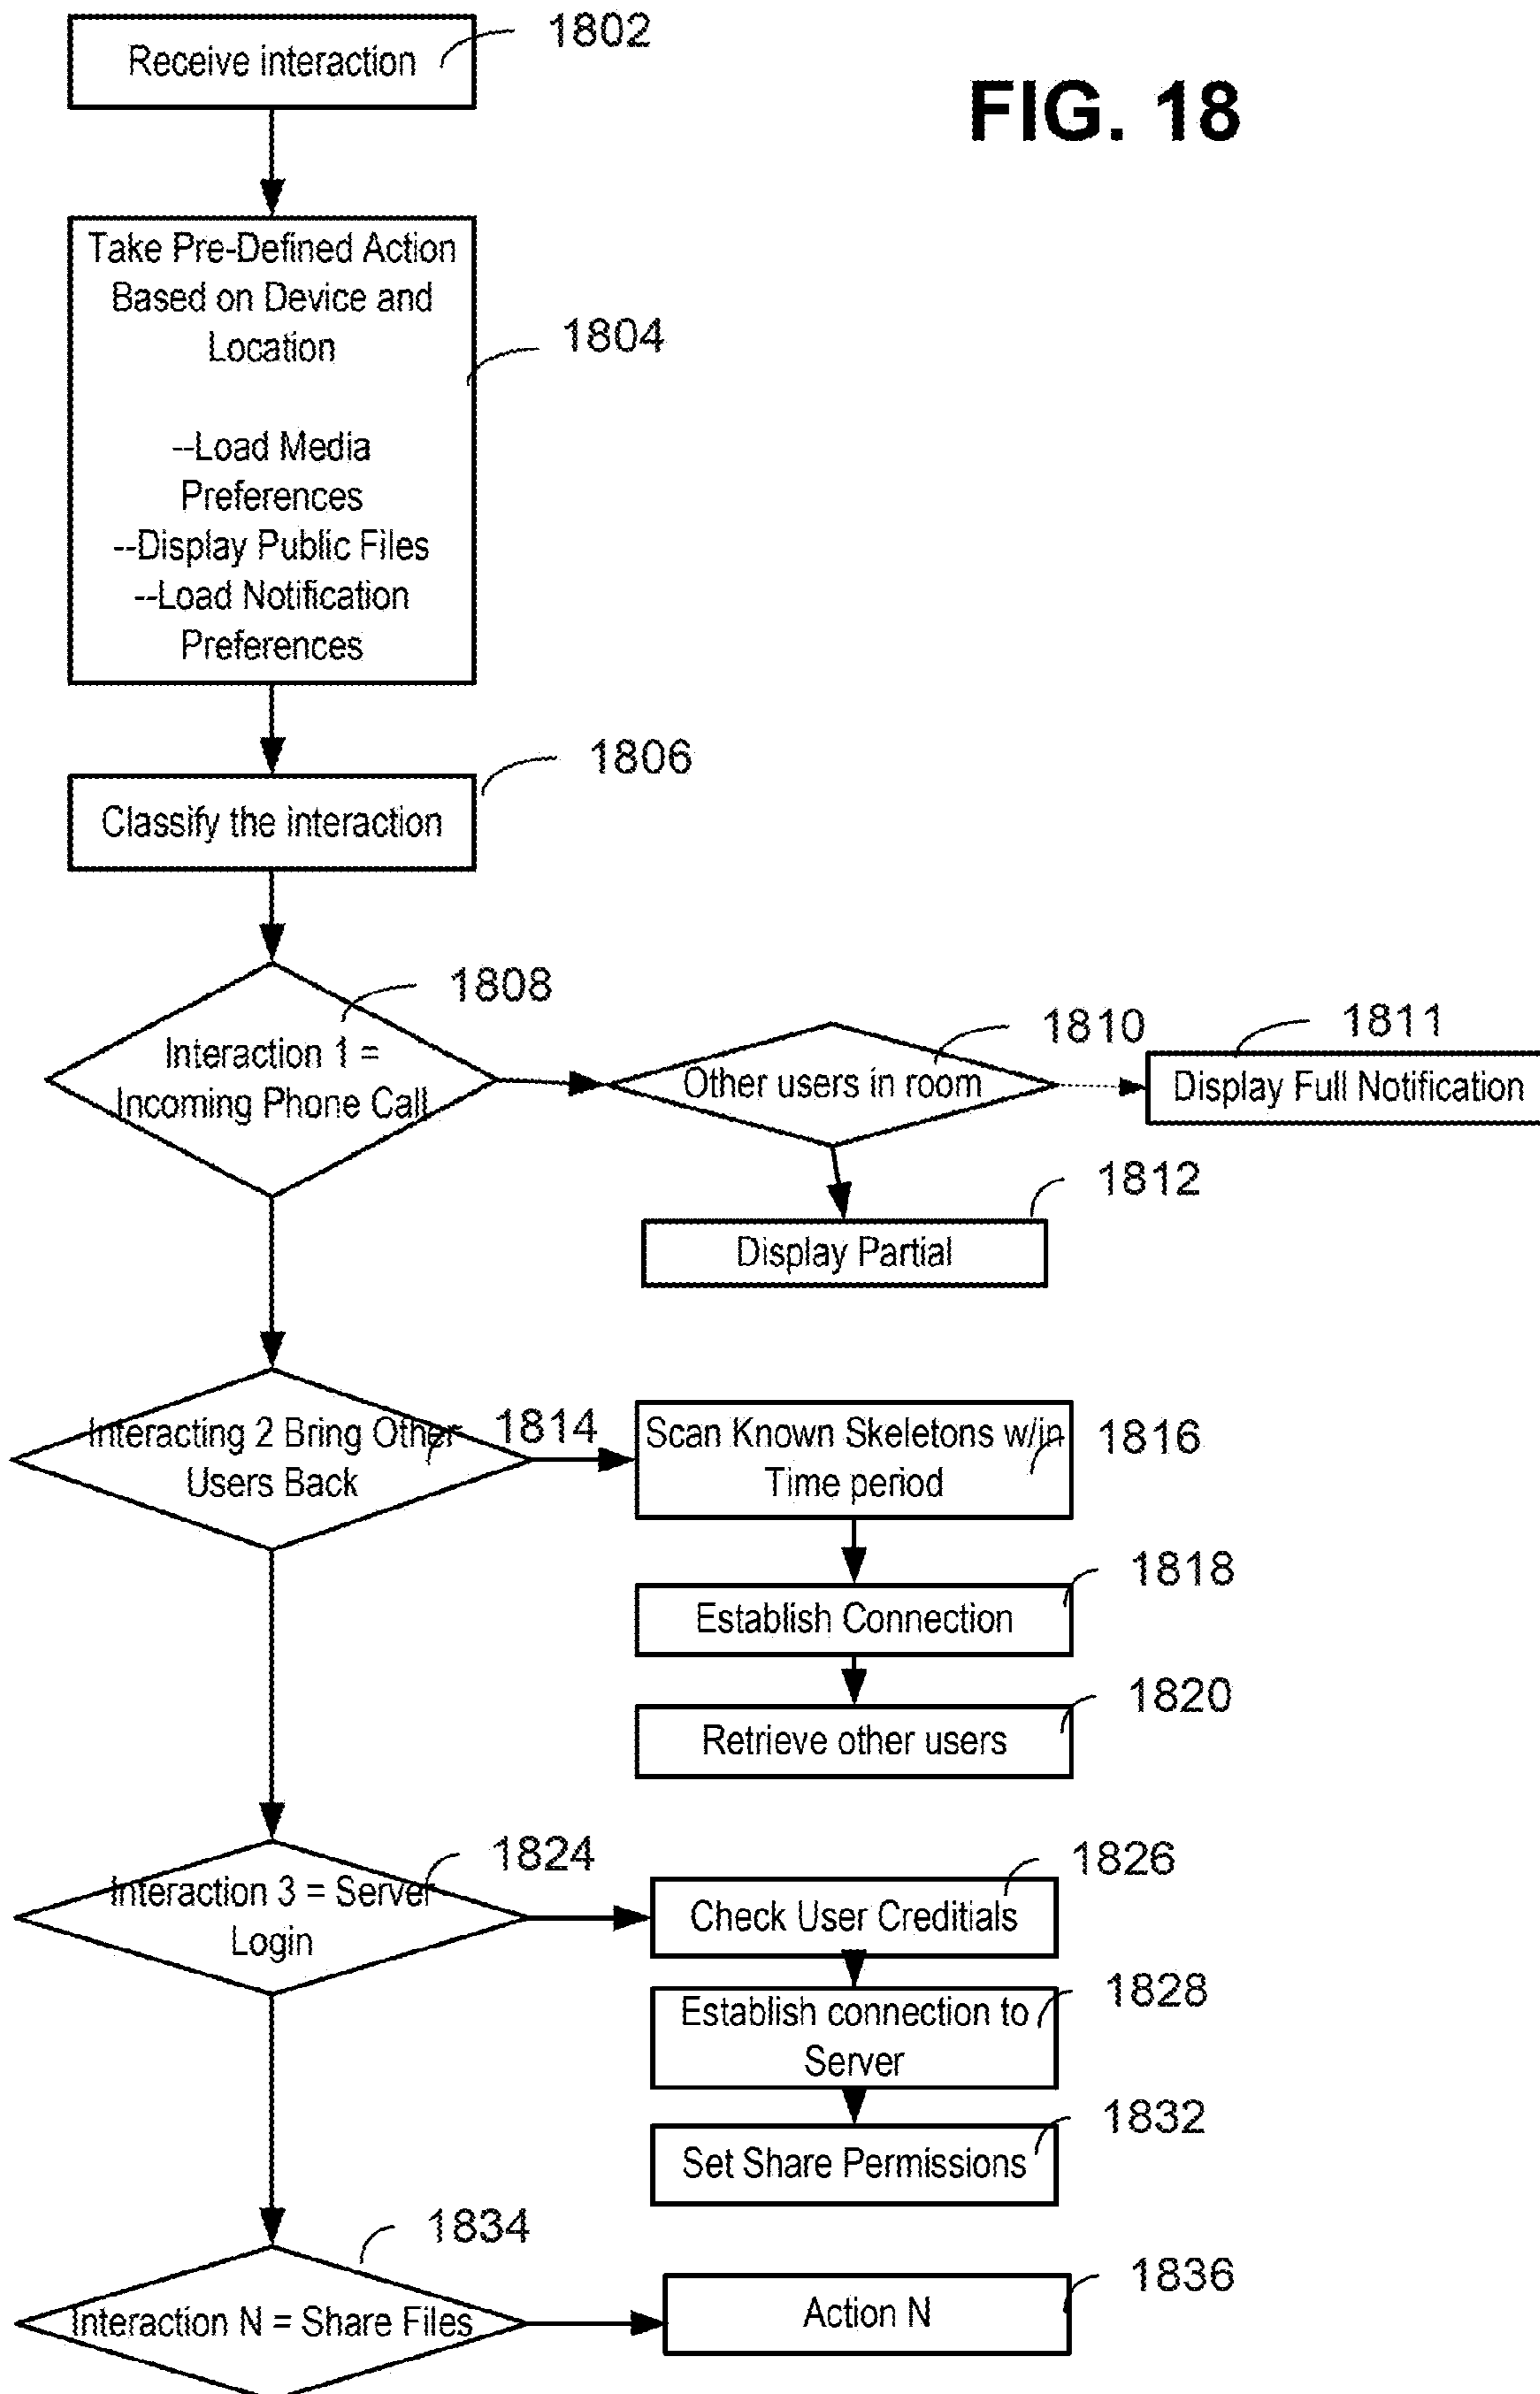 1802
Receive interaction
FIG. 18
Take Pre-Defined Action
Based on Device and
Location
1804
--Load Media
Preferences
--Display Public Files
--Load Notification
Preferences
1806
Classify the interaction
1808
Interaction 1 =
Incoming Phone Call
1810
Other users in room
1811
Display Full Notification
1812
Display Partial
Interacting 2 Bring Other
Users Back
1814
Scan Known Skeletons w/in
Time period
1816
1818
Establish Connection
1820
Retrieve other users
1824
Interaction 3 = Server
Login
1826
Check User Creditials
1828
Establish connection to
Server
1832
Set Share Permissions
1834
Interaction N = Share Files
1836
Action N